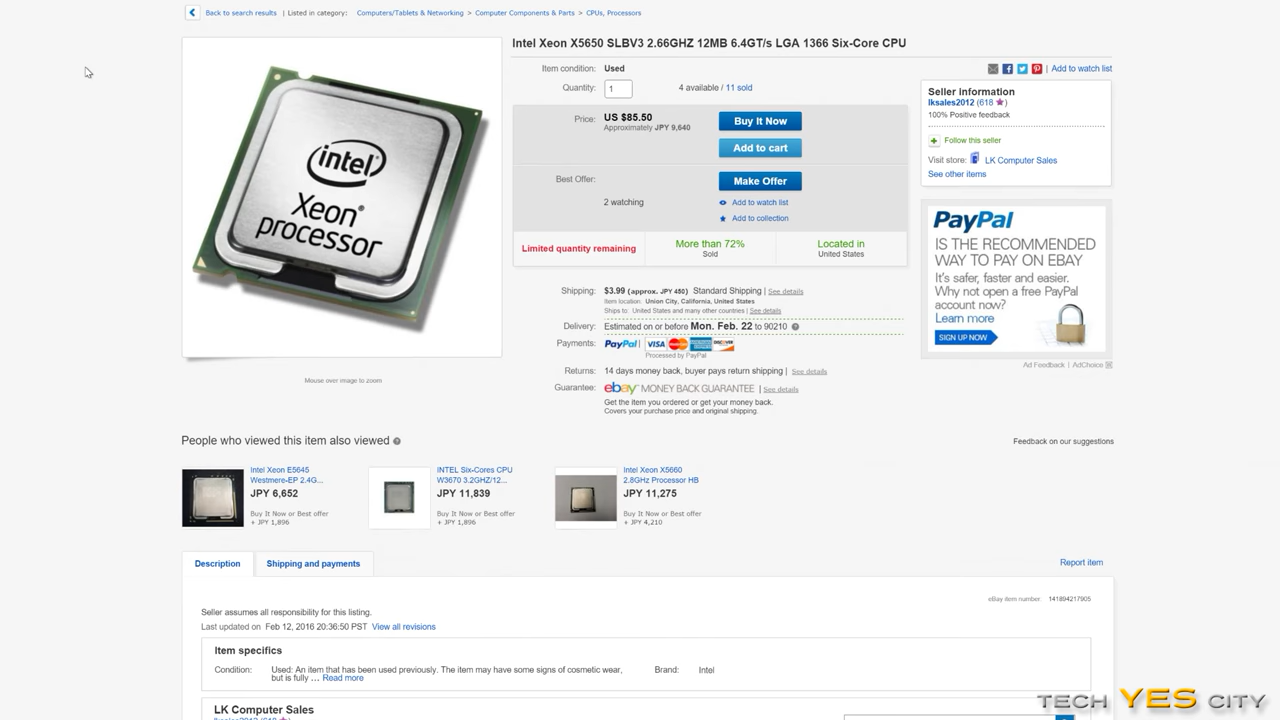 Back to search results | Listed in category: Computers/Tablets & Networking > Computer Components & Parts > CPUs, Processors
Intel Xeon X5650 SLBV3 2.66GHZ 12MB 6.4GT/s LGA 1366 Six-Core CPU
Item condition: Used
| Add to watch list
Quantity: 1 4 available / 11 sold
Price: US $85.50
Approximately JPY 9,640
Buy It Now
Add to cart
Best Offer: Make Offer
2 watching
Add to watch list
Add to collection
Limited quantity remaining
More than 72%
Sold
Located in
United States
Shipping: $3.99 (approx. JPY 450) Standard Shipping | See details
Item location: Union City, California, United States
Ships to: United States and many other countries | See details
Delivery: Estimated on or before Mon. Feb. 22 to 90210
Payments: PayPal VISA
Processed by PayPal
Returns: 14 days money back, buyer pays return shipping | See details
Guarantee: ebay MONEY BACK GUARANTEE | See details
Get the item you ordered or get your money back.
Covers your purchase price and original shipping.
Seller information
lksales2012 (618 )
100% Positive feedback
Follow this seller
Visit store: LK Computer Sales
See other items
PayPal
IS THE RECOMMENDED
WAY TO PAY ON EBAY
It's safer, faster and easier.
Why not open a free PayPal
account now?
Learn more
SIGN UP NOW
Ad Feedback | AdChoice
intel
Xeon®
processor
Mouse over image to zoom
People who viewed this item also viewed
Feedback on our suggestions
Intel Xeon E5645
Westmere-EP 2.4G...
JPY 6,652
Buy It Now or Best offer
+ JPY 1,896
INTEL Six-Cores CPU
W3670 3.2GHZ/12...
JPY 11,839
Buy It Now or Best offer
+ JPY 1,896
Intel Xeon X5660
2.8GHz Processor HB
JPY 11,275
Buy It Now or Best offer
+ JPY 4,210
Description
Shipping and payments
Report item
eBay item number: 141894217905
Seller assumes all responsibility for this listing.
Last updated on Feb 12, 2016 20:36:50 PST View all revisions
Item specifics
Condition: Used: An item that has been used previously. The item may have some signs of cosmetic wear,
but is fully ... Read more
Brand: Intel
LK Computer Sales
TECH YES CITY